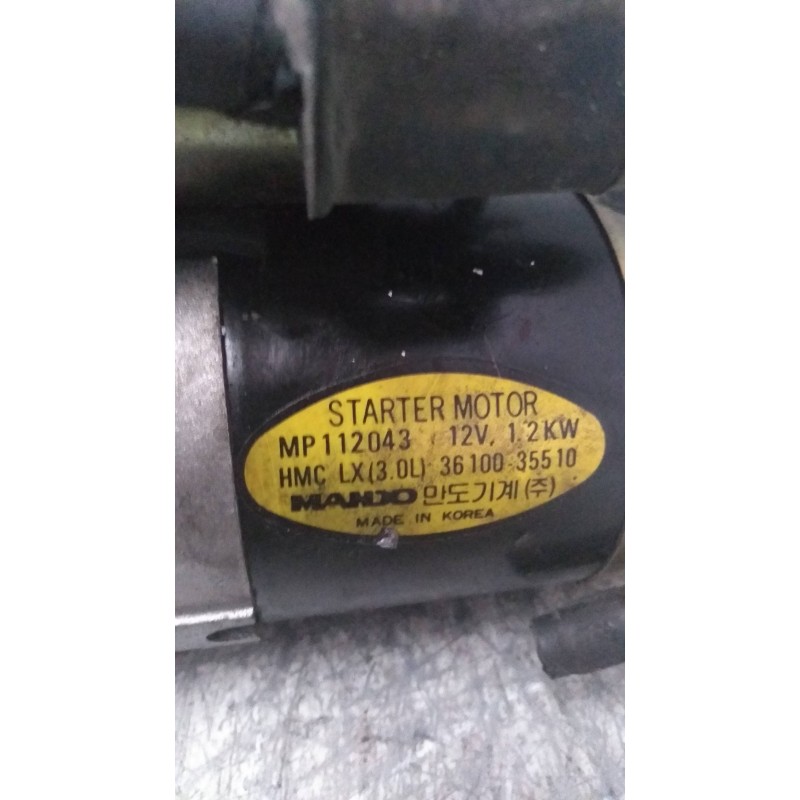 STARTER MOTOR
MP112043 12V, 1.2KW
HMC LX(3.0L) 36100-35510
MANDO 만도기계(주)
MADE IN KOREA